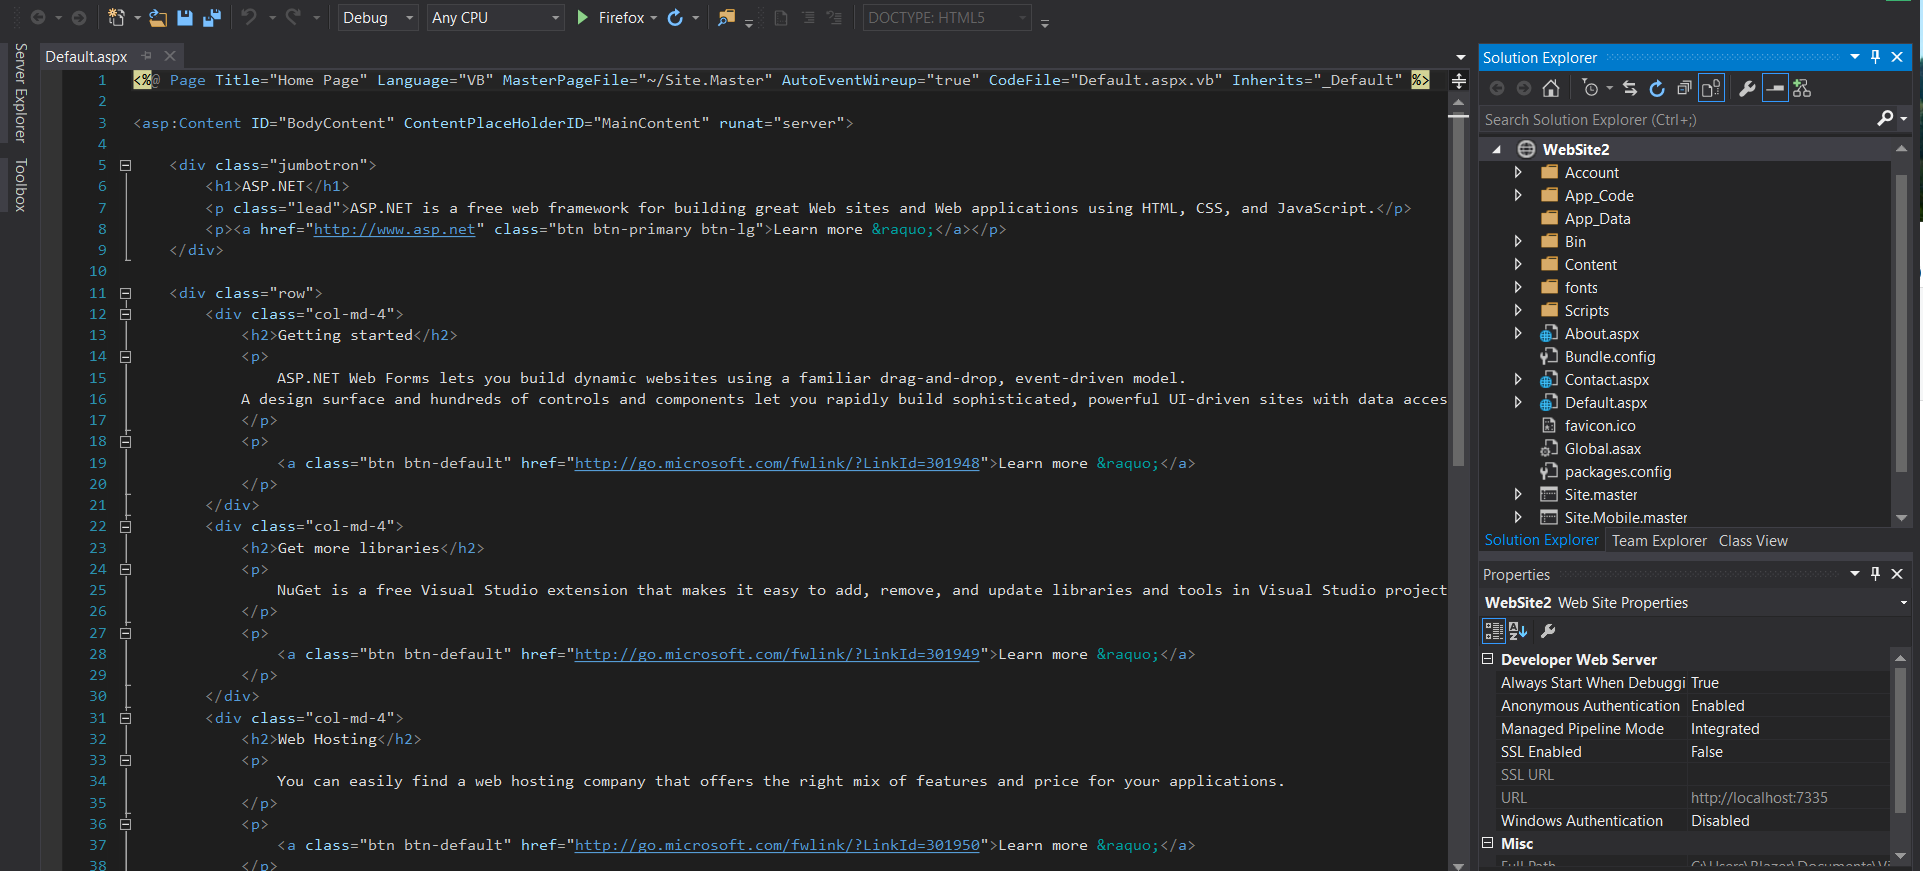 Debug Any CPU Firefox DOCTYPE: HTML5
Server Explorer
Toolbox
Default.aspx
1 <%@ Page Title="Home Page" Language="VB" MasterPageFile="~/Site.Master" AutoEventWireup="true" CodeFile="Default.aspx.vb" Inherits="_Default" %>
2
3 <asp:Content ID="BodyContent" ContentPlaceHolderID="MainContent" runat="server">
4
5 <div class="jumbotron">
6 <h1>ASP.NET</h1>
7 <p class="lead">ASP.NET is a free web framework for building great Web sites and Web applications using HTML, CSS, and JavaScript.</p>
8 <p><a href="http://www.asp.net" class="btn btn-primary btn-lg">Learn more &raquo;</a></p>
9 </div>
10
11 <div class="row">
12 <div class="col-md-4">
13 <h2>Getting started</h2>
14 <p>
15 ASP.NET Web Forms lets you build dynamic websites using a familiar drag-and-drop, event-driven model.
16 A design surface and hundreds of controls and components let you rapidly build sophisticated, powerful UI-driven sites with data acces
17 </p>
18 <p>
19 <a class="btn btn-default" href="http://go.microsoft.com/fwlink/?LinkId=301948">Learn more &raquo;</a>
20 </p>
21 </div>
22 <div class="col-md-4">
23 <h2>Get more libraries</h2>
24 <p>
25 NuGet is a free Visual Studio extension that makes it easy to add, remove, and update libraries and tools in Visual Studio project
26 </p>
27 <p>
28 <a class="btn btn-default" href="http://go.microsoft.com/fwlink/?LinkId=301949">Learn more &raquo;</a>
29 </p>
30 </div>
31 <div class="col-md-4">
32 <h2>Web Hosting</h2>
33 <p>
34 You can easily find a web hosting company that offers the right mix of features and price for your applications.
35 </p>
36 <p>
37 <a class="btn btn-default" href="http://go.microsoft.com/fwlink/?LinkId=301950">Learn more &raquo;</a>
38 </p>
Solution Explorer
Search Solution Explorer (Ctrl+;)
WebSite2
Account
App_Code
App_Data
Bin
Content
fonts
Scripts
About.aspx
Bundle.config
Contact.aspx
Default.aspx
favicon.ico
Global.asax
packages.config
Site.master
Site.Mobile.master
Solution Explorer Team Explorer Class View
Properties
WebSite2 Web Site Properties
Developer Web Server
Always Start When Debuggi True
Anonymous Authentication Enabled
Managed Pipeline Mode Integrated
SSL Enabled False
SSL URL
URL http://localhost:7335
Windows Authentication Disabled
Misc
Full Path C:\Users\Blazer\Documents\Vi